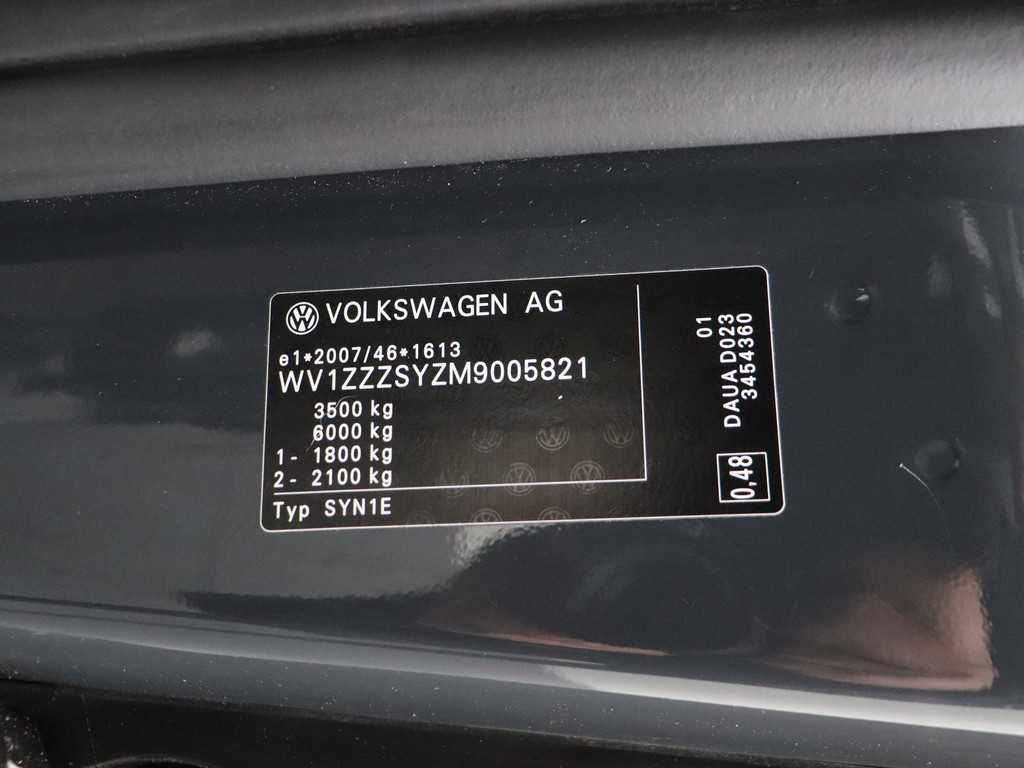 VOLKSWAGEN AG
e1*2007/46*1613
WV1ZZZSYZM9005821
3500 kg
6000 kg
1- 1800 kg
2- 2100 kg
Typ SYN1E
01
DAUA D023
3454360
0,48